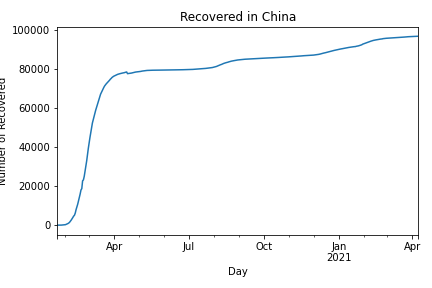 Recovered in China
Number of Recovered
100000
80000
60000
40000
20000
0
Apr Jul Oct Jan Apr
2021
Day